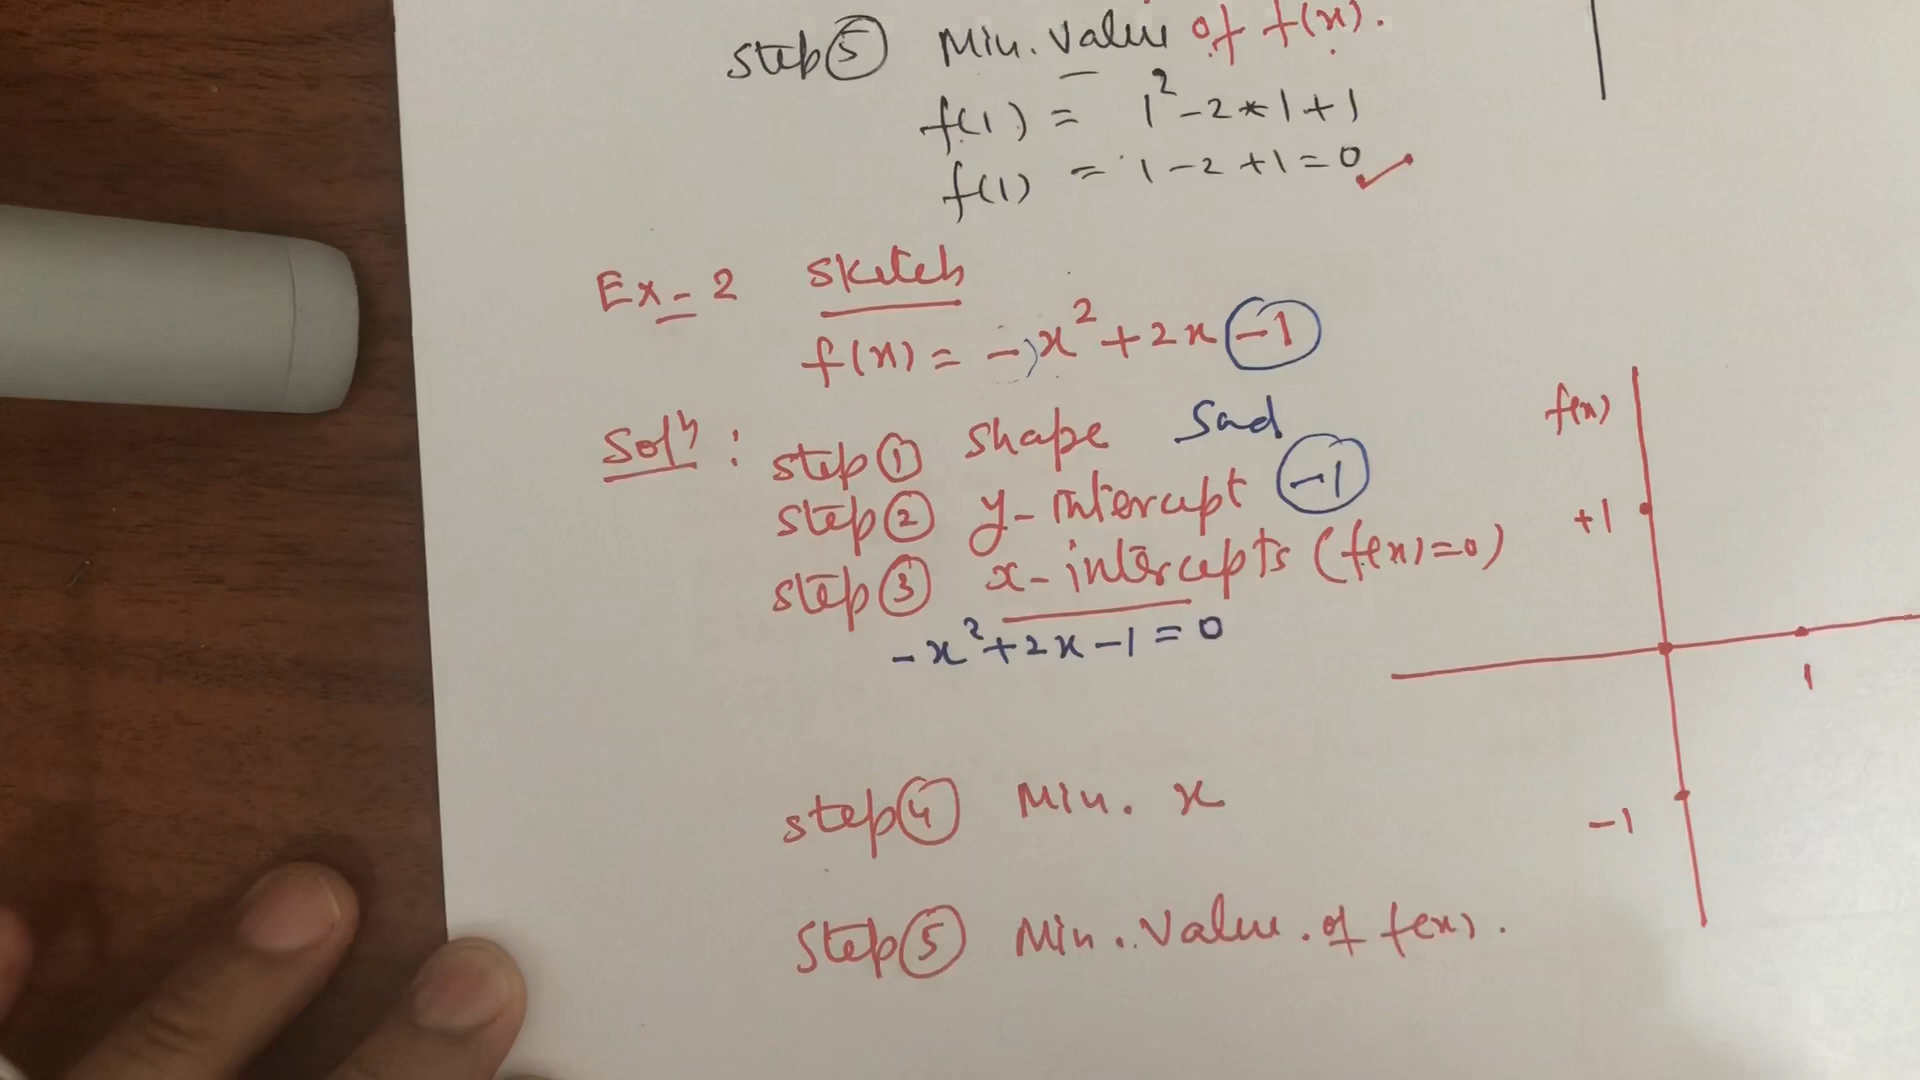 step ⑤ Min. Value of f(x).
f(1) = 1² - 2*1+1
f(1) = 1-2+1=0
Ex-2 Sketch
f(x) = -x²+2x-1
Solⁿ: step ① shape Sad
step ② y-intercept -1
step ③ x-intercepts (f(x)=0)
-x²+2x-1=0
step ④ Min. x
Step ⑤ Min. Value. of f(x).
f(x)
+1
1
-1